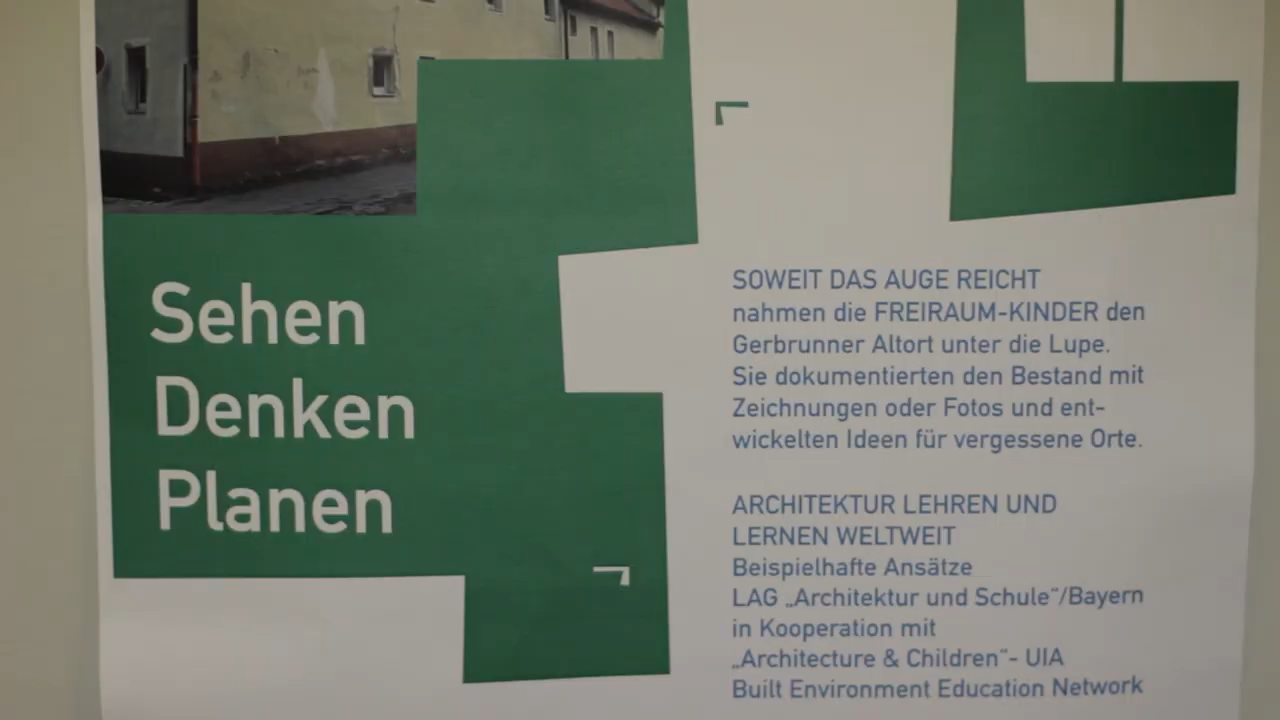 Sehen
Denken
Planen
SOWEIT DAS AUGE REICHT
nahmen die FREIRAUM-KINDER den
Gerbrunner Altort unter die Lupe.
Sie dokumentierten den Bestand mit
Zeichnungen oder Fotos und ent-
wickelten Ideen für vergessene Orte.
ARCHITEKTUR LEHREN UND
LERNEN WELTWEIT
Beispielhafte Ansätze
LAG „Architektur und Schule“/Bayern
in Kooperation mit
„Architecture & Children“- UIA
Built Environment Education Network